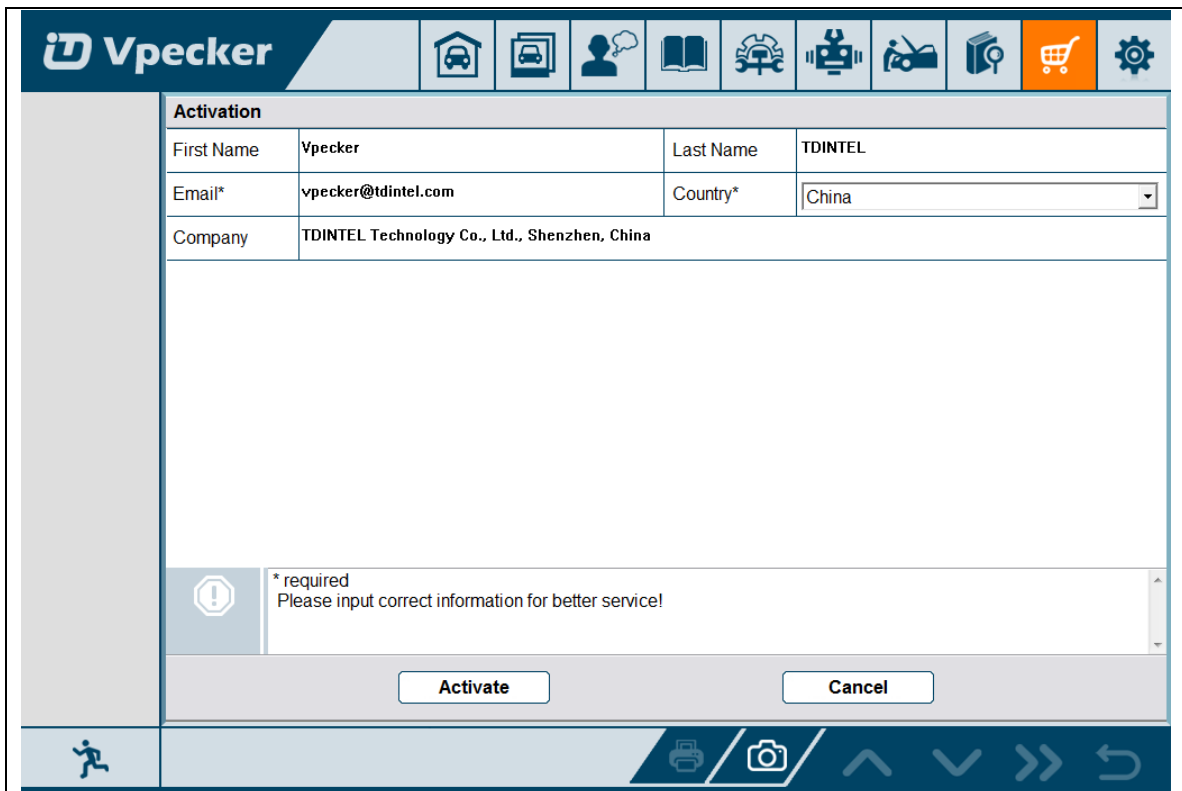 Vpecker
Activation
First Name Vpecker Last Name TDINTEL
Email* vpecker@tdintel.com Country* China
Company TDINTEL Technology Co., Ltd., Shenzhen, China
* required
Please input correct information for better service!
Activate Cancel